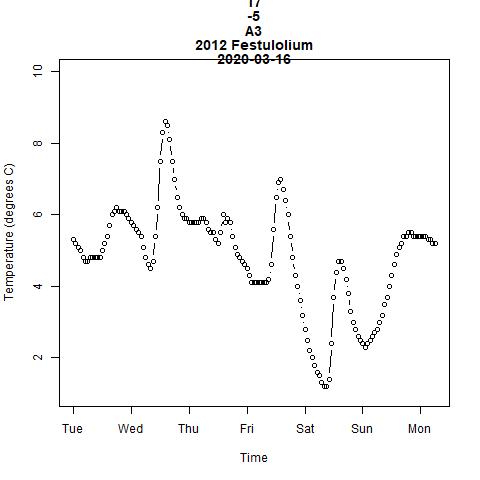 17
-5
A3
2012 Festulolium
2020-03-16
Temperature (degrees C)
10
8
6
4
2
Tue Wed Thu Fri Sat Sun Mon
Time